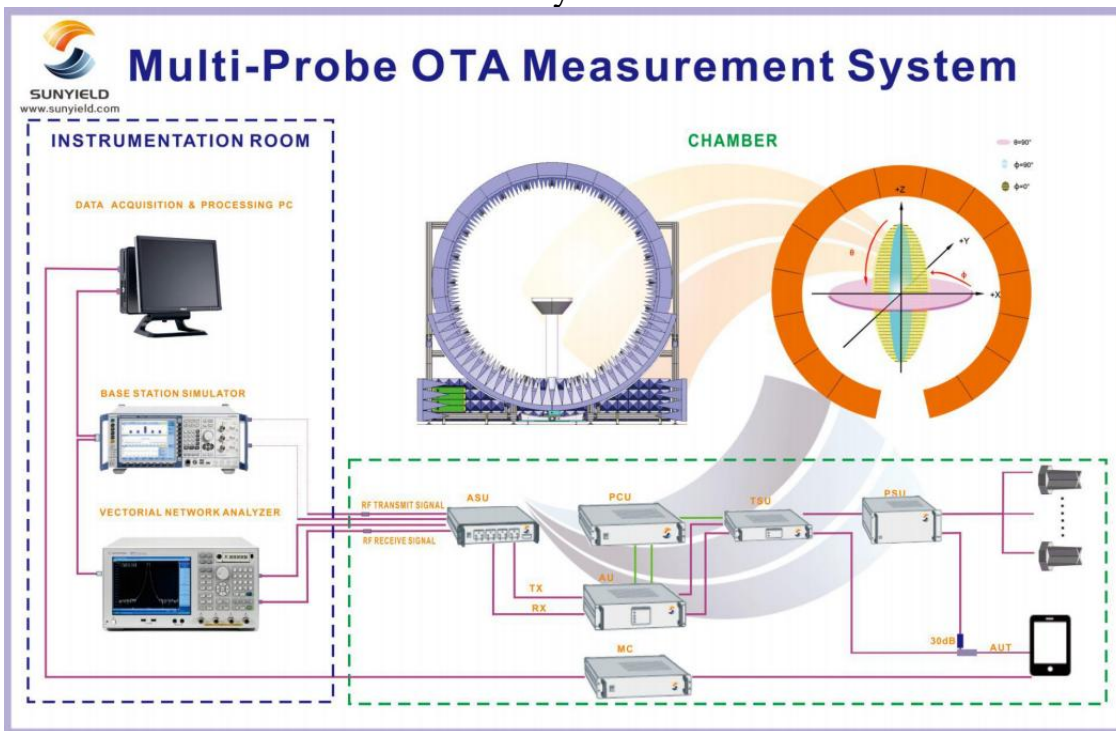 Multi-Probe OTA Measurement System
SUNYIELD
www.sunyield.com
INSTRUMENTATION ROOM
DATA ACQUISITION & PROCESSING PC
BASE STATION SIMULATOR
VECTORIAL NETWORK ANALYZER
CHAMBER
θ=90°
ϕ=90°
ϕ=0°
+Z
+Y
θ
ϕ
+X
RF TRANSMIT SIGNAL
RF RECEIVE SIGNAL
ASU
PCU
TSU
PSU
AU
TX
RX
MC
30dB
AUT